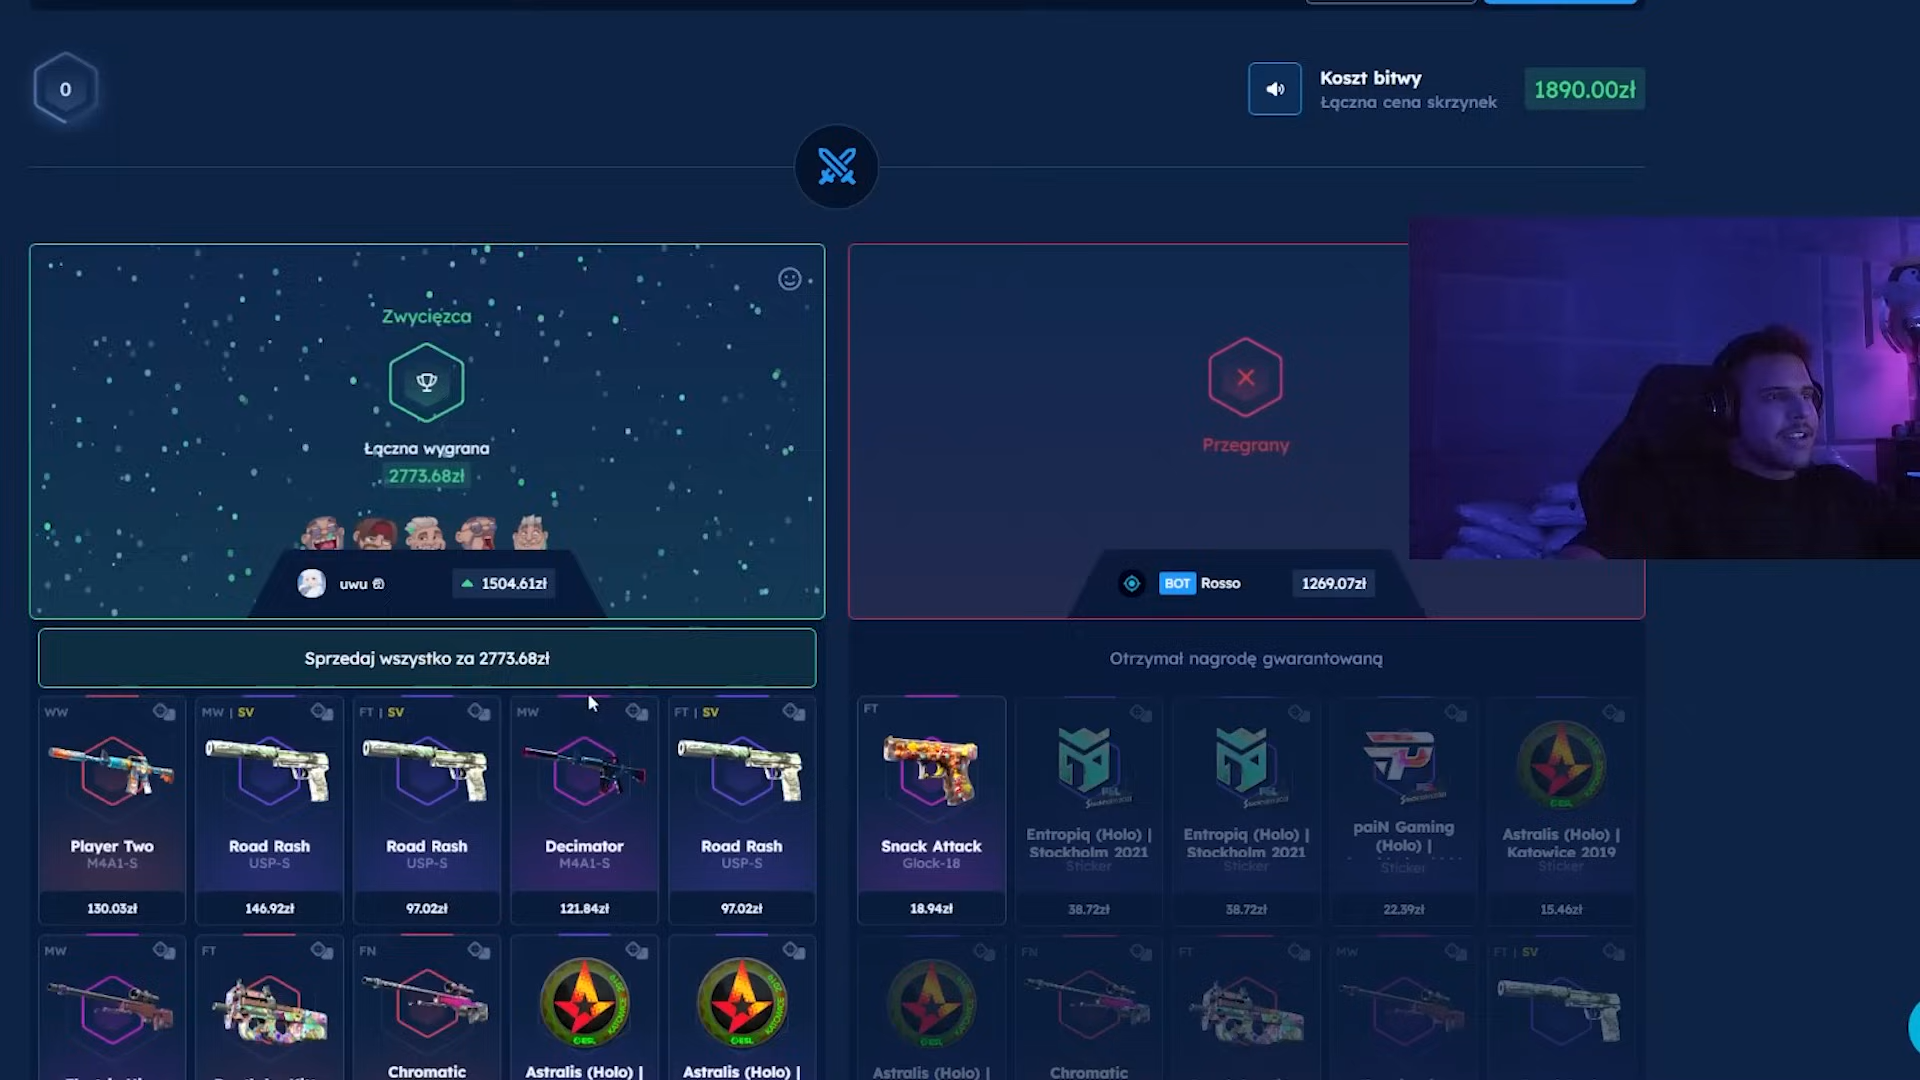 0
Koszt bitwy
Łączna cena skrzynek
1890.00zł
Zwycięzca
Łączna wygrana
2773.68zł
uwu
1504.61zł
Przegrany
BOT Rosso
1269.07zł
Sprzedaj wszystko za 2773.68zł
Otrzymał nagrodę gwarantowaną
WW
Player Two
M4A1-S
130.03zł
MW | SV
Road Rash
USP-S
146.92zł
FT | SV
Road Rash
USP-S
97.02zł
MW
Decimator
M4A1-S
121.84zł
FT | SV
Road Rash
USP-S
97.02zł
FT
Snack Attack
Glock-18
18.94zł
Entropiq (Holo) |
Stockholm 2021
Sticker
38.72zł
Entropiq (Holo) |
Stockholm 2021
Sticker
38.72zł
paiN Gaming
(Holo) |
Sticker
22.39zł
Astralis (Holo) |
Katowice 2019
Sticker
15.46zł
MW
FT
FN
Chromatic
Astralis (Holo) |
Astralis (Holo) |
Astralis (Holo) |
FN
Chromatic
FT
MW
FT | SV